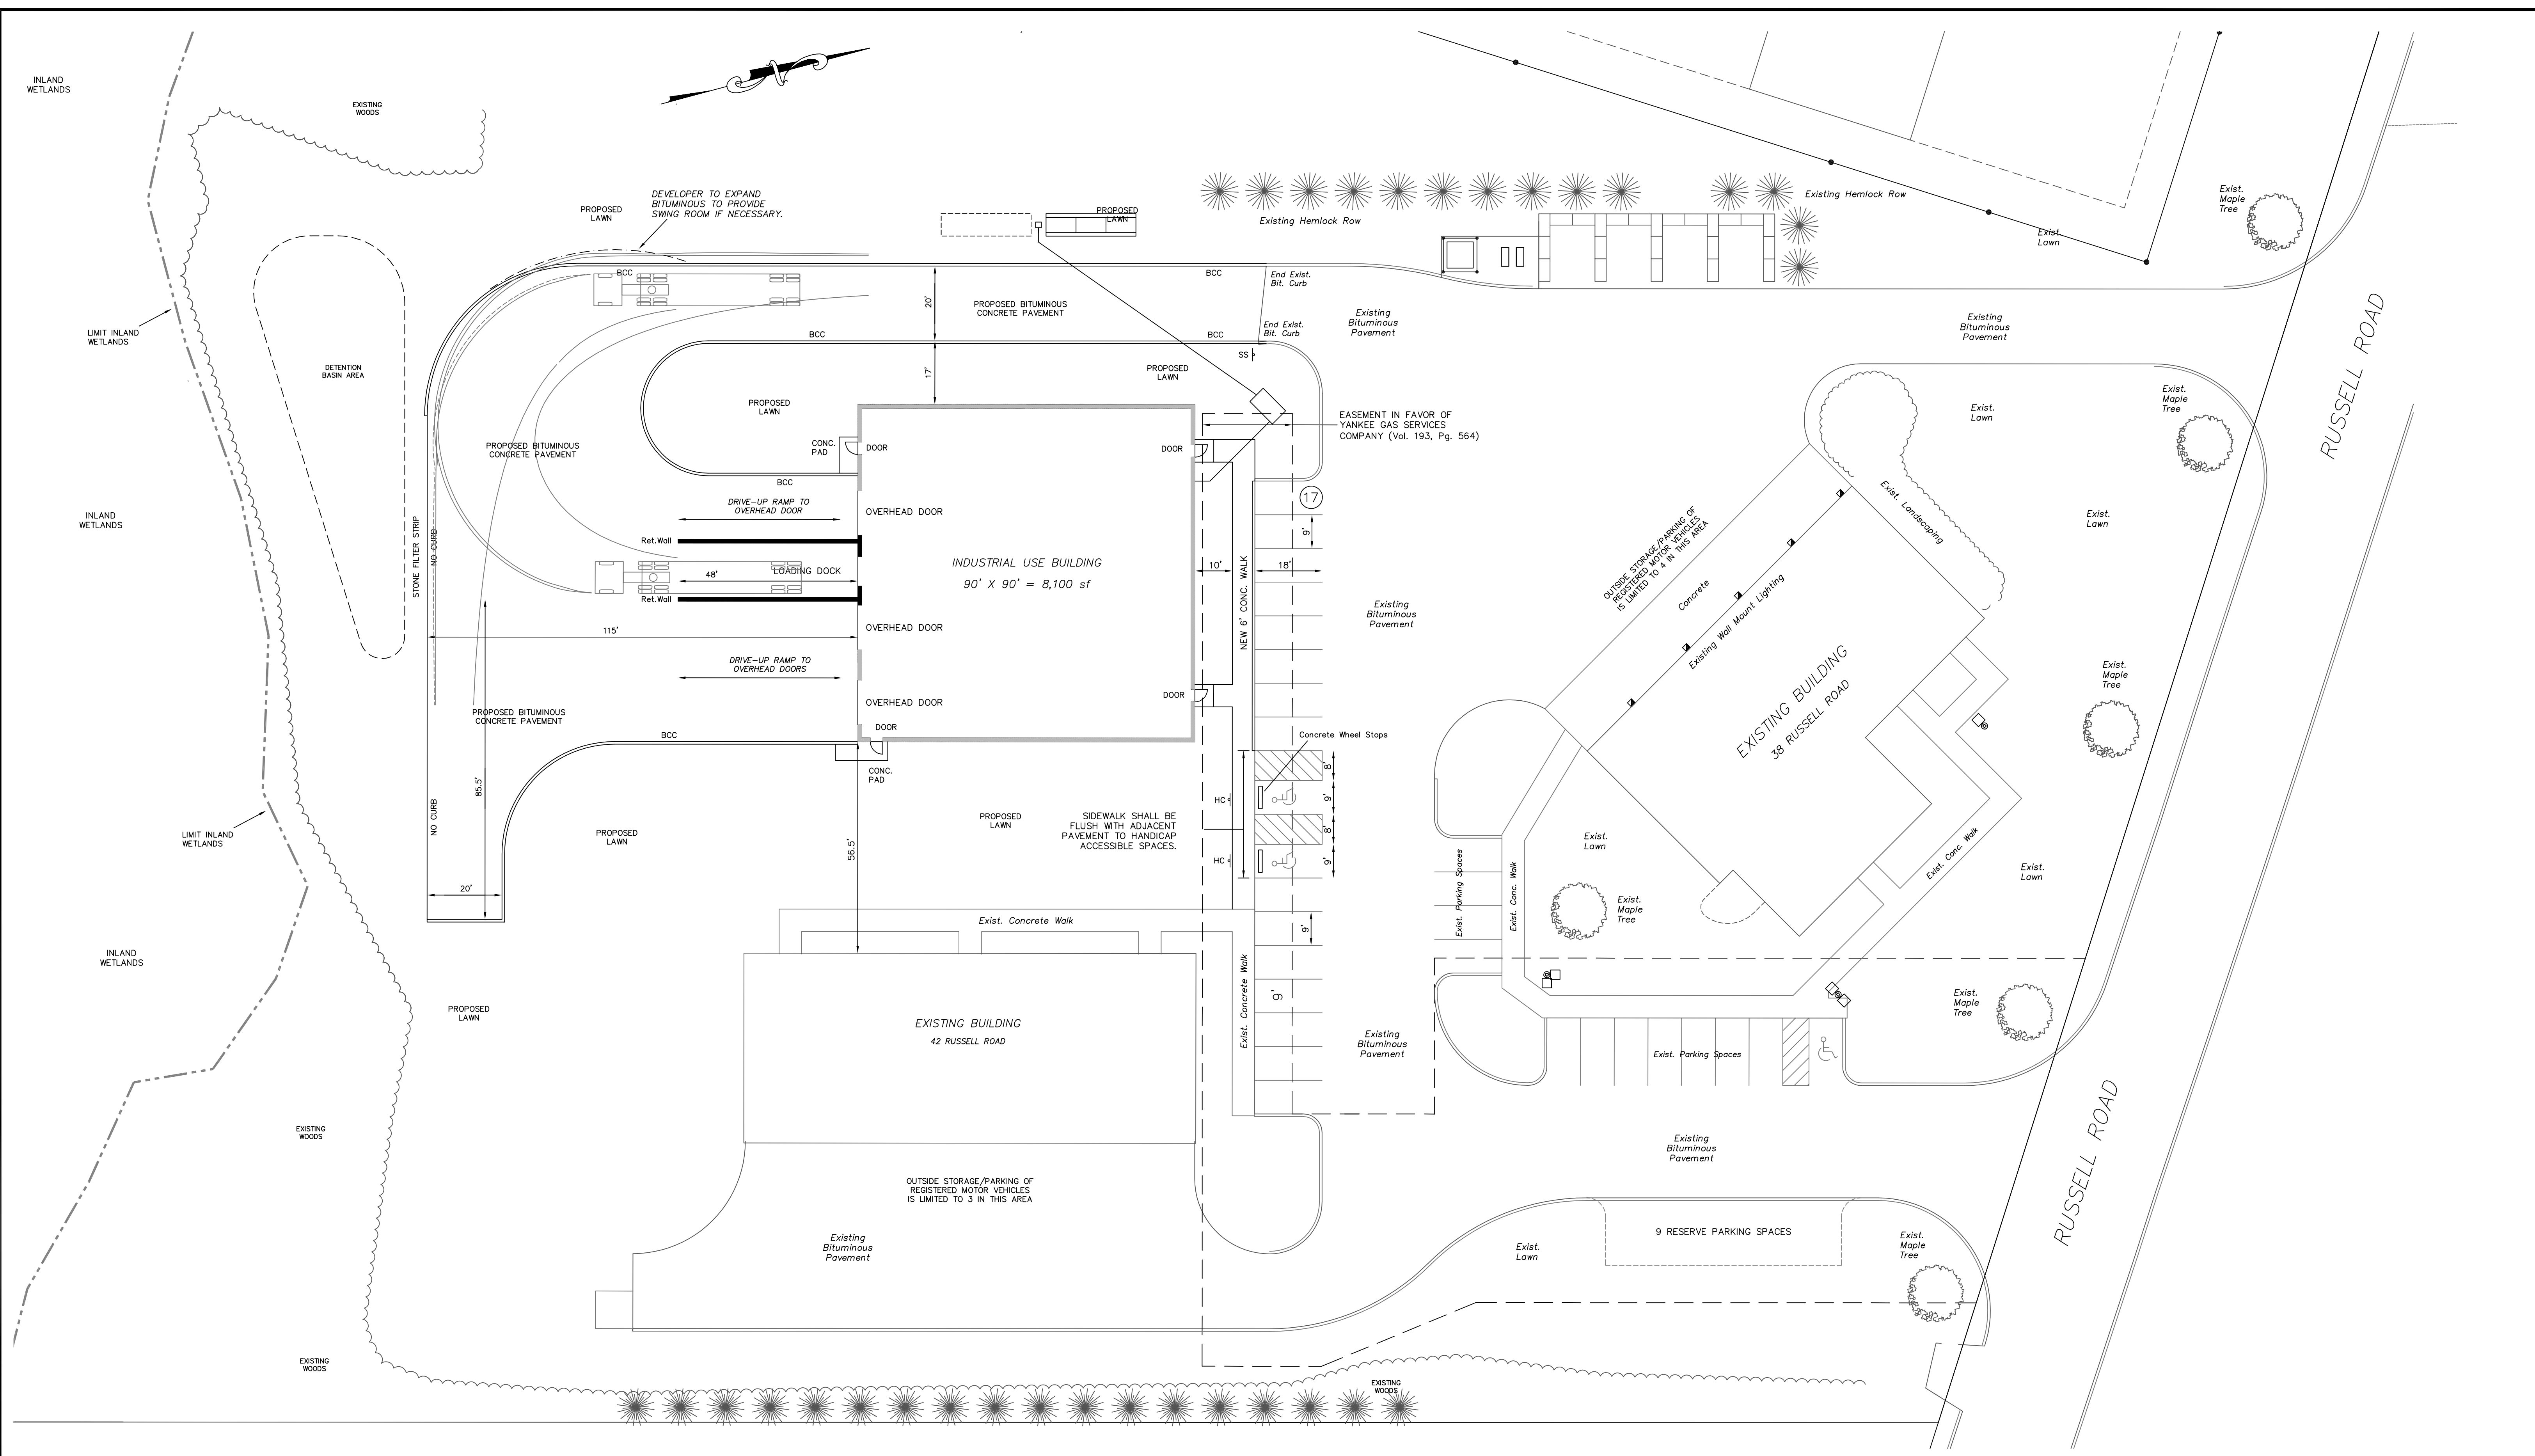 INLAND
WETLANDS
EXISTING
WOODS
N
DEVELOPER TO EXPAND
BITUMINOUS TO PROVIDE
SWING ROOM IF NECESSARY.
PROPOSED
LAWN
PROPOSED
LAWN
Existing Hemlock Row
Existing Hemlock Row
Exist.
Maple
Tree
Exist.
Lawn
BCC
BCC
End Exist.
Bit. Curb
20'
PROPOSED BITUMINOUS
CONCRETE PAVEMENT
Existing
Bituminous
Pavement
Existing
Bituminous
Pavement
RUSSELL ROAD
LIMIT INLAND
WETLANDS
BCC
BCC
End Exist.
Bit. Curb
SS
DETENTION
BASIN AREA
17'
PROPOSED
LAWN
PROPOSED
LAWN
Exist.
Lawn
Exist.
Maple
Tree
EASEMENT IN FAVOR OF
YANKEE GAS SERVICES
COMPANY (Vol. 193, Pg. 564)
PROPOSED BITUMINOUS
CONCRETE PAVEMENT
CONC.
PAD
DOOR
DOOR
BCC
17
DRIVE-UP RAMP TO
OVERHEAD DOOR
OVERHEAD DOOR
9'
Exist. Landscaping
Exist.
Lawn
INLAND
WETLANDS
STONE FILTER STRIP
NO CURB
Ret.Wall
INDUSTRIAL USE BUILDING
90' X 90' = 8,100 sf
10'
NEW 6' CONC. WALK
18'
OUTSIDE STORAGE/PARKING OF
REGISTERED MOTOR VEHICLES
IS LIMITED TO 4 IN THIS AREA
Concrete
Existing Wall Mount Lighting
48'
LOADING DOCK
Ret.Wall
Existing
Bituminous
Pavement
OVERHEAD DOOR
115'
DRIVE-UP RAMP TO
OVERHEAD DOORS
EXISTING BUILDING
38 RUSSELL ROAD
Exist.
Maple
Tree
OVERHEAD DOOR
DOOR
PROPOSED BITUMINOUS
CONCRETE PAVEMENT
DOOR
BCC
Concrete Wheel Stops
CONC.
PAD
85.5'
NO CURB
8'
HC
9'
LIMIT INLAND
WETLANDS
PROPOSED
LAWN
56.5'
PROPOSED
LAWN
SIDEWALK SHALL BE
FLUSH WITH ADJACENT
PAVEMENT TO HANDICAP
ACCESSIBLE SPACES.
8'
HC
9'
Exist. Parking Spaces
Exist. Conc. Walk
Exist.
Lawn
Exist. Conc. Walk
Exist.
Lawn
20'
Exist. Concrete Walk
9'
Exist.
Maple
Tree
INLAND
WETLANDS
Exist. Concrete Walk
9'
PROPOSED
LAWN
EXISTING BUILDING
42 RUSSELL ROAD
Existing
Bituminous
Pavement
Exist. Parking Spaces
Exist.
Maple
Tree
RUSSELL ROAD
EXISTING
WOODS
Existing
Bituminous
Pavement
OUTSIDE STORAGE/PARKING OF
REGISTERED MOTOR VEHICLES
IS LIMITED TO 3 IN THIS AREA
Existing
Bituminous
Pavement
Exist.
Lawn
9 RESERVE PARKING SPACES
Exist.
Maple
Tree
EXISTING
WOODS
EXISTING
WOODS